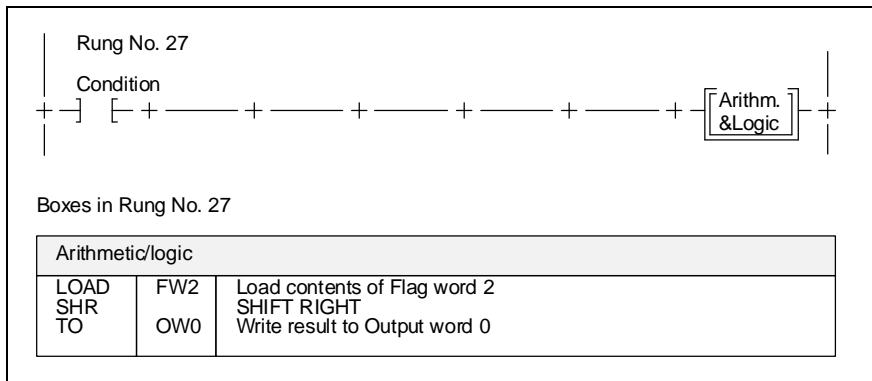 Rung No. 27
Condition
Arithm.
&Logic
Boxes in Rung No. 27
Arithmetic/logic
LOAD FW2 Load contents of Flag word 2
SHR SHIFT RIGHT
TO OW0 Write result to Output word 0